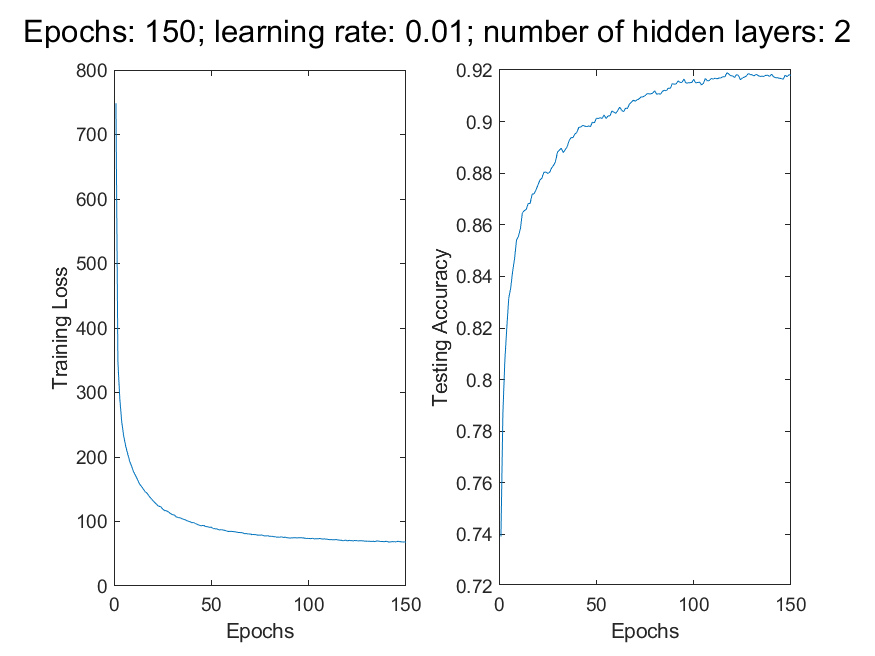 Epochs: 150; learning rate: 0.01; number of hidden layers: 2
800
700
600
500
400
300
200
100
0
Training Loss
0 50 100 150
Epochs
0.92
0.9
0.88
0.86
0.84
0.82
0.8
0.78
0.76
0.74
0.72
Testing Accuracy
0 50 100 150
Epochs